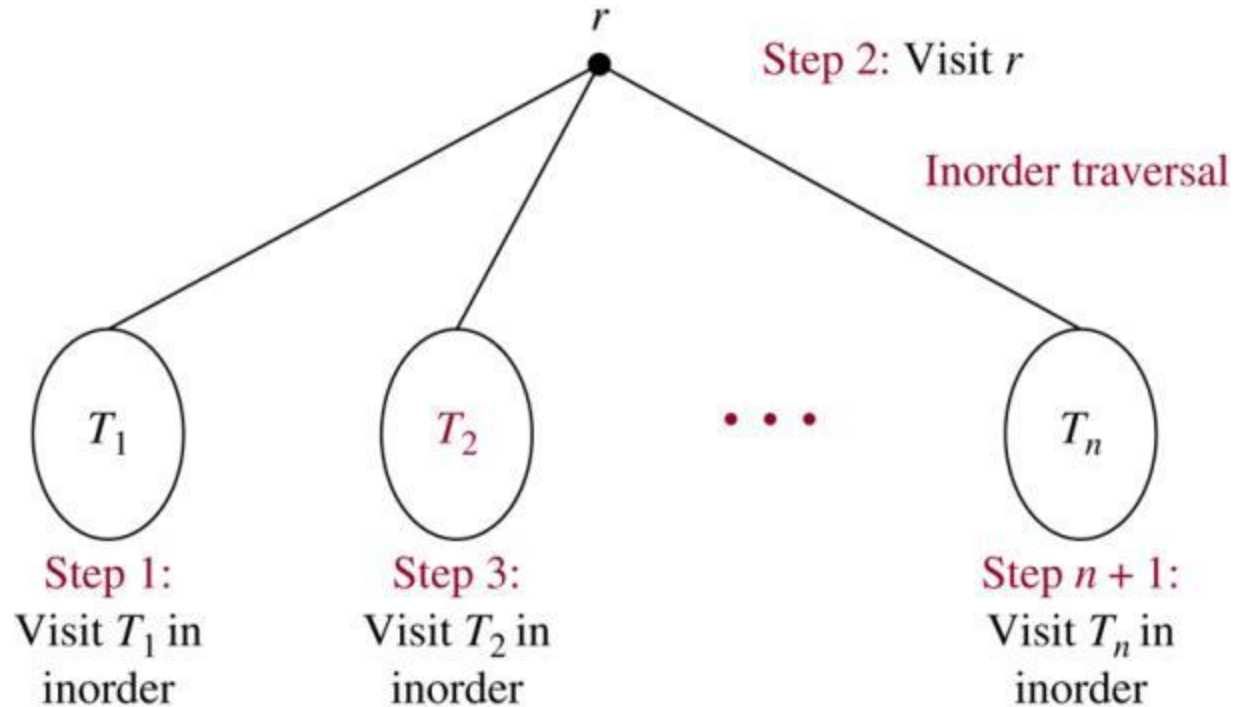 r
Step 2: Visit r
Inorder traversal
T₁
T₂
• • •
Tₙ
Step 1:
Visit T₁ in
inorder
Step 3:
Visit T₂ in
inorder
Step n + 1:
Visit Tₙ in
inorder